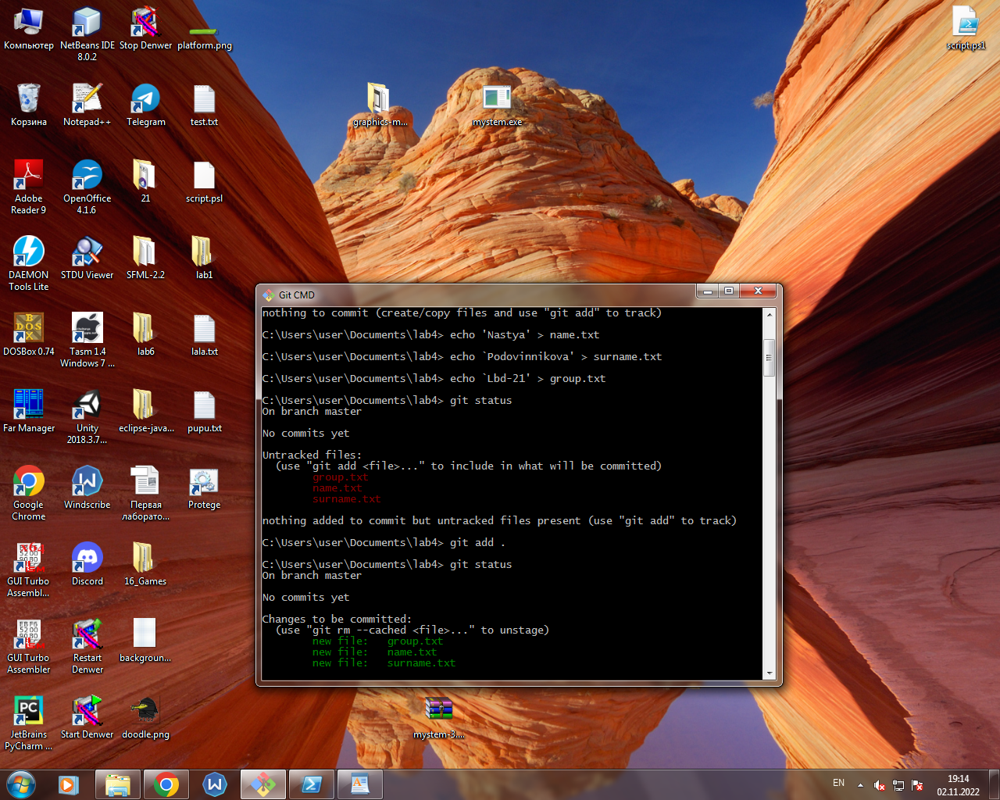 Компьютер
NetBeans IDE 8.0.2
Stop Denwer
platform.png
script.ps1
Корзина
Notepad++
Telegram
test.txt
graphics-m...
mystem.exe
Adobe Reader 9
OpenOffice 4.1.6
21
script.psl
DAEMON Tools Lite
STDU Viewer
SFML-2.2
lab1
DOSBox 0.74
Tasm 1.4 Windows 7 ...
lab6
lala.txt
Far Manager
Unity 2018.3.7...
eclipse-java...
pupu.txt
Google Chrome
Windscribe
Первая лаборато...
Protege
GUI Turbo Assembl...
Discord
16_Games
GUI Turbo Assembler
Restart Denwer
backgroun...
JetBrains PyCharm ...
Start Denwer
doodle.png
mystem-3....
Git CMD
nothing to commit (create/copy files and use "git add" to track)
C:\Users\user\Documents\lab4> echo 'Nastya' > name.txt
C:\Users\user\Documents\lab4> echo `Podovinnikova' > surname.txt
C:\Users\user\Documents\lab4> echo `Lbd-21' > group.txt
C:\Users\user\Documents\lab4> git status
On branch master
No commits yet
Untracked files:
(use "git add <file>..." to include in what will be committed)
group.txt
name.txt
surname.txt
nothing added to commit but untracked files present (use "git add" to track)
C:\Users\user\Documents\lab4> git add .
C:\Users\user\Documents\lab4> git status
On branch master
No commits yet
Changes to be committed:
(use "git rm --cached <file>..." to unstage)
new file: group.txt
new file: name.txt
new file: surname.txt
EN
19:14
02.11.2022